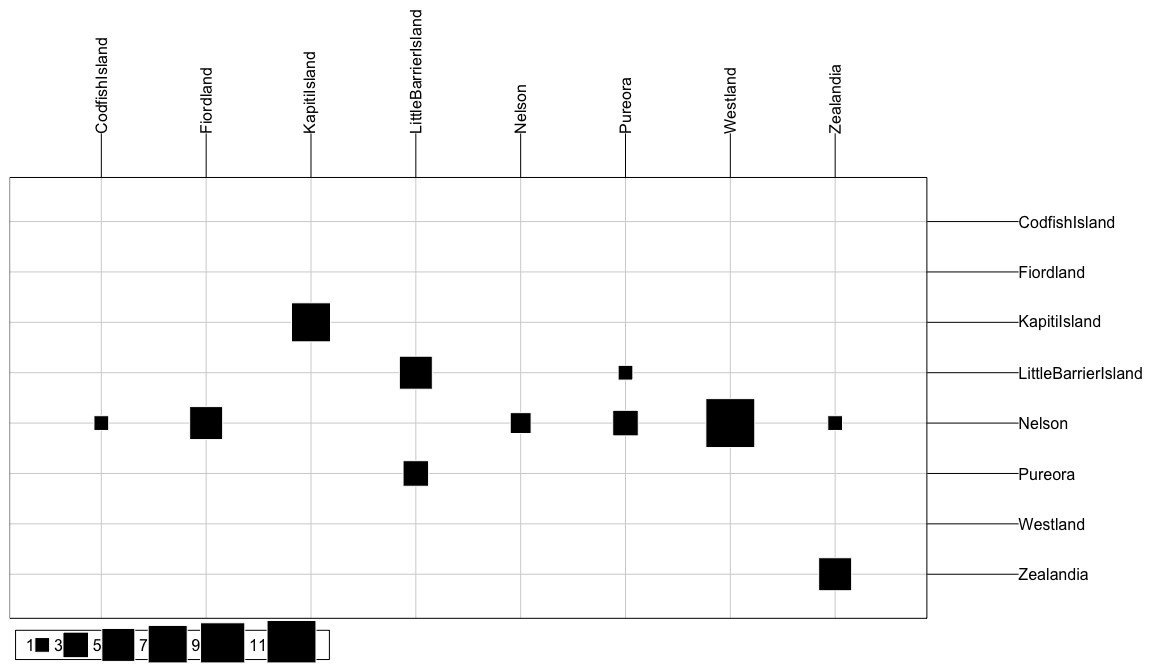 CodfishIsland
Fiordland
KapitiIsland
LittleBarrierIsland
Nelson
Pureora
Westland
Zealandia
CodfishIsland
Fiordland
KapitiIsland
LittleBarrierIsland
Nelson
Pureora
Westland
Zealandia
1 3 5 7 9 11